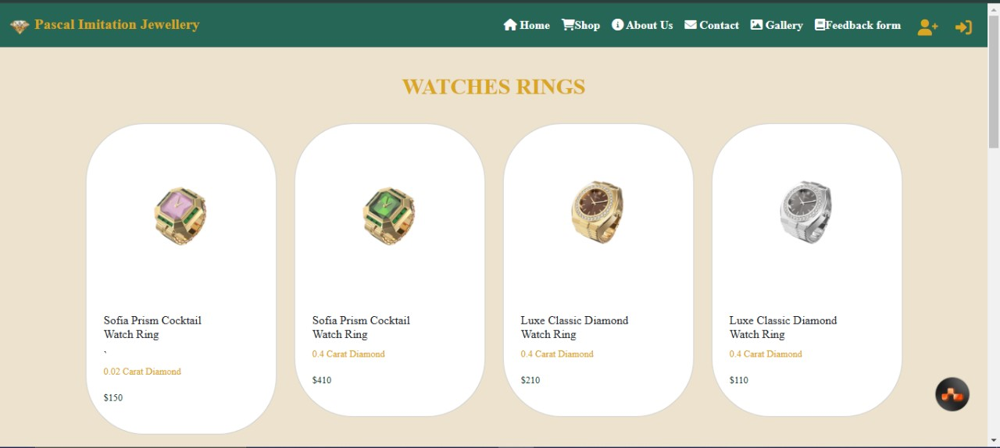 Pascal Imitation Jewellery
Home Shop About Us Contact Gallery Feedback form
WATCHES RINGS
Sofia Prism Cocktail
Watch Ring
`
0.02 Carat Diamond
$150
Sofia Prism Cocktail
Watch Ring
0.4 Carat Diamond
$410
Luxe Classic Diamond
Watch Ring
0.4 Carat Diamond
$210
Luxe Classic Diamond
Watch Ring
0.4 Carat Diamond
$110